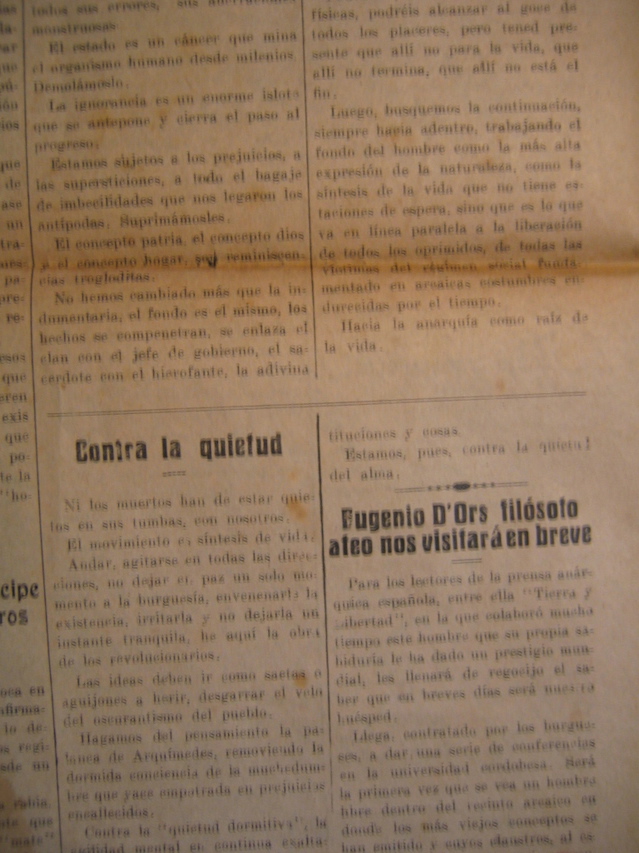 todos sus errores, sus aberraciones
monstruosas
El estado es un cáncer que mina
el organismo humano desde milenios.
Demolámoslo.
La ignorancia es un enorme islote
que se antepone y cierra el paso al
progreso.
Estamos sujetos a los prejuicios, a
las supersticiones, a todo el bagaje
de imbecilidades que nos legaron los
antípodas. Suprimámosles.
El concepto patria, el concepto dios
y el concepto hogar, son reminiscen-
cias trogloditas.
No hemos cambiado más que la in-
dumentaria, el fondo es el mismo, los
hechos se compenetran, se enlaza el
clan con el jefe de gobierno, el sa-
cerdote con el hierofante, la adivina
físicas, podréis alcanzar al goce de
todos los placeres, pero tened pre-
sente que allí no para la vida, que
allí no termina, que allí no está el
fin.
Luego, busquemos la continuación,
siempre hacia adentro, trabajando el
fondo del hombre como la más alta
expresión de la naturaleza, como la
síntesis de la vida que no tiene es-
taciones de espera, sino que es lo que
va en línea paralela a la liberación
de todos los oprimidos, de todas las
víctimas del régimen social funda-
mentado en arcaicas costumbres en-
durecidas por el tiempo.
Hacia la anarquía como raíz de
la vida.
Contra la quietud
Ni los muertos han de estar quie-
tos en sus tumbas, con nosotros.
El movimiento es síntesis de vida.
Andar, agitarse en todas las direc-
ciones, no dejar el paz un solo mo-
mento a la burguesía, envenenarle la
existencia, irritarla y no dejarla un
instante tranquila, he aquí la obra
de los revolucionarios.
Las ideas deben ir como saetas o
aguijones a herir, desgarrar el velo
del oscurantismo del pueblo.
Hagamos del pensamiento la pa-
lanca de Arquímedes, removiendo la
dormida conciencia de la muchedum-
bre que yace empotrada en prejuicios
encallecidos.
Contra la "quietud dormitiva", la
mental en continua exalta-
tituciones y cosas.
Estamos, pues, contra la quietud
del alma.
Eugenio D'Ors filósofo
ateo nos visitará en breve
Para los lectores de la prensa anár-
quica española, entre ella "Tierra y
Libertad", en la que colaboró mucho
tiempo este hombre que su propia sa-
biduría le ha dado un prestigio mun-
dial, les llenará de regocijo el sa-
ber que en breves días será nuestro
huésped.
Llega contratado por los burgue-
ses, a dar una serie de conferencias
en la universidad cordobesa. Será
la primera vez que se vea un hombre
libre dentro del recinto arcaico en
donde los más viejos conceptos se
han emitido y cuyos claustros, al es-